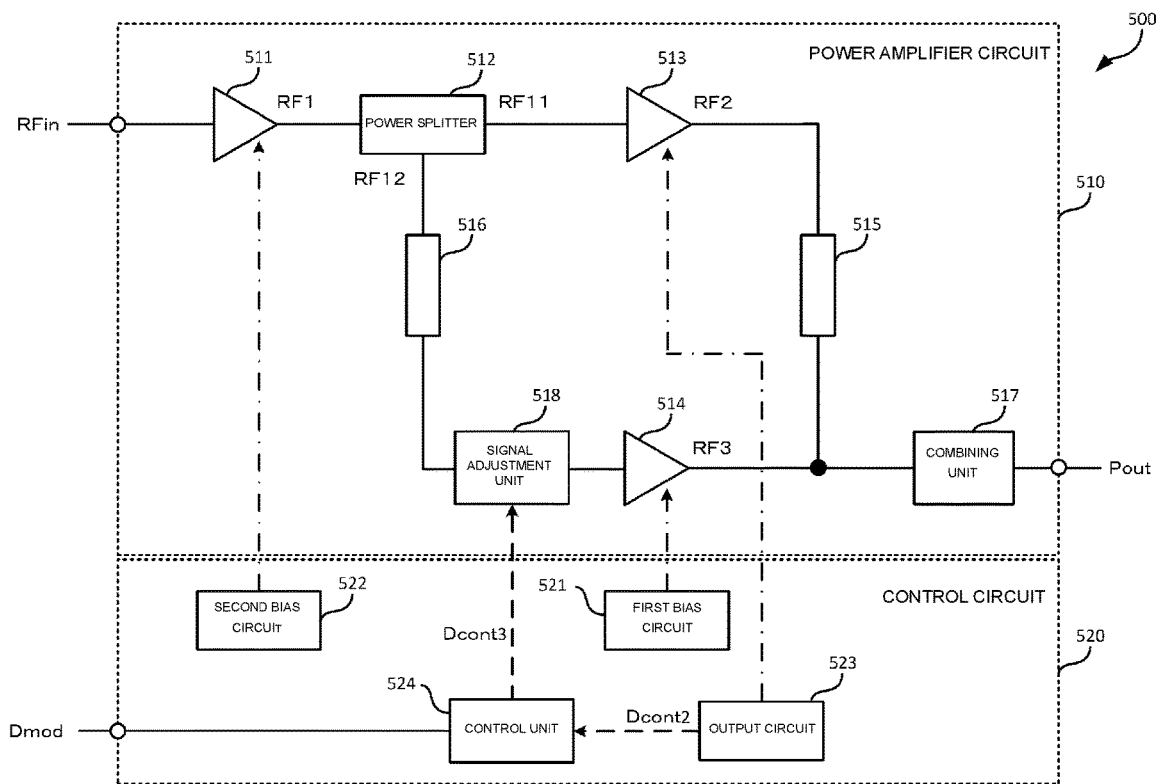 500
POWER AMPLIFIER CIRCUIT
511
512
513
RFin
RF1
POWER SPLITTER
RF11
RF2
RF12
510
516
515
518
514
517
SIGNAL
ADJUSTMENT
UNIT
RF3
COMBINING
UNIT
Pout
SECOND BIAS
CIRCUIT
522
521
FIRST BIAS
CIRCUIT
CONTROL CIRCUIT
520
Dcont3
524
523
Dmod
CONTROL UNIT
Dcont2
OUTPUT CIRCUIT